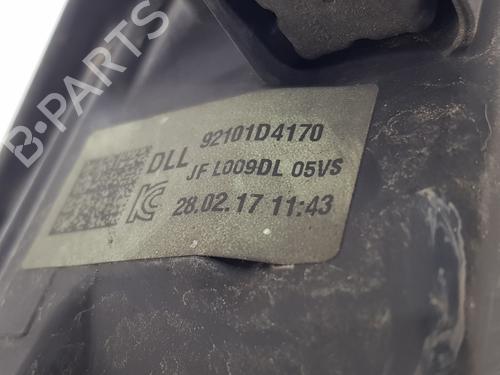 92101D4170
DLL JF L009DL 05VS
KC 28.02.17 11:43
B-PARTS